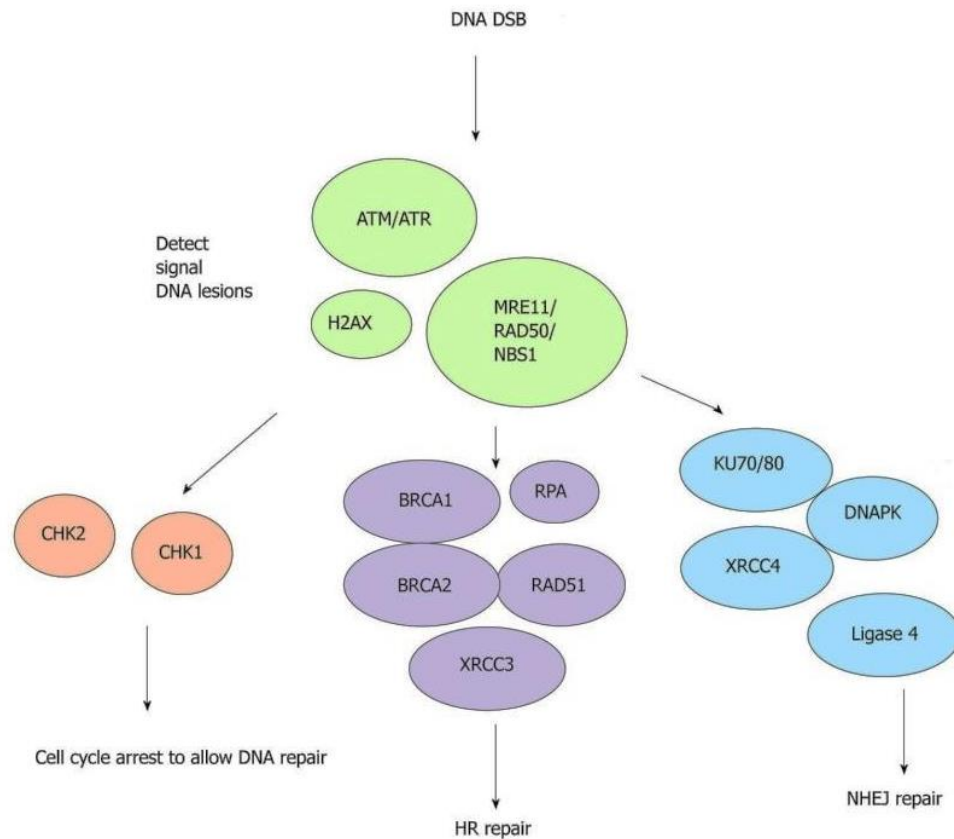 DNA DSB
ATM/ATR
Detect
signal
DNA lesions
H2AX
MRE11/
RAD50/
NBS1
CHK2
CHK1
BRCA1
RPA
BRCA2
RAD51
XRCC3
KU70/80
DNAPK
XRCC4
Ligase 4
Cell cycle arrest to allow DNA repair
HR repair
NHEJ repair